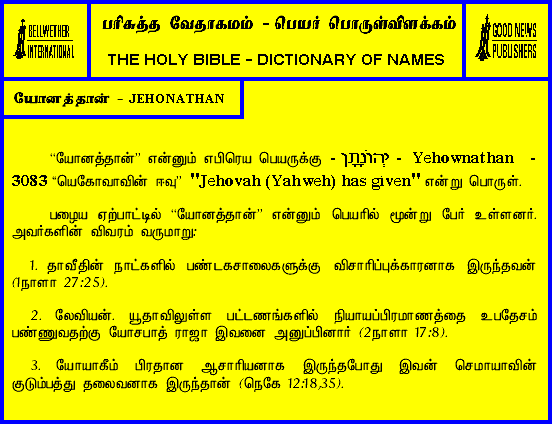 BELLWETHER
INTERNATIONAL
பரிசுத்த வேதாகமம் - பெயர் பொருள்விளக்கம்
THE HOLY BIBLE - DICTIONARY OF NAMES
GOOD NEWS
PUBLISHERS
யோனத்தான் - JEHONATHAN
“யோனத்தான்” என்னும் எபிரெய பெயருக்கு - יְהוֹנָתָן - Yehownathan -
3083 “யெகோவாவின் ஈவு” "Jehovah (Yahweh) has given" என்று பொருள்.
பழைய ஏற்பாட்டில் “யோனத்தான்” என்னும் பெயரில் மூன்று பேர் உள்ளனர்.
அவர்களின் விவரம் வருமாறு:
1. தாவீதின் நாட்களில் பண்டகசாலைகளுக்கு விசாரிப்புக்காரனாக இருந்தவன்
(1நாளா 27:25).
2. லேவியன். யூதாவிலுள்ள பட்டணங்களில் நியாயப்பிரமாணத்தை உபதேசம்
பண்ணுவதற்கு யோசபாத் ராஜா இவனை அனுப்பினார் (2நாளா 17:8).
3. யோயாகீம் பிரதான ஆசாரியனாக இருந்தபோது இவன் செமாயாவின்
குடும்பத்து தலைவனாக இருந்தான் (நெகே 12:18,35).